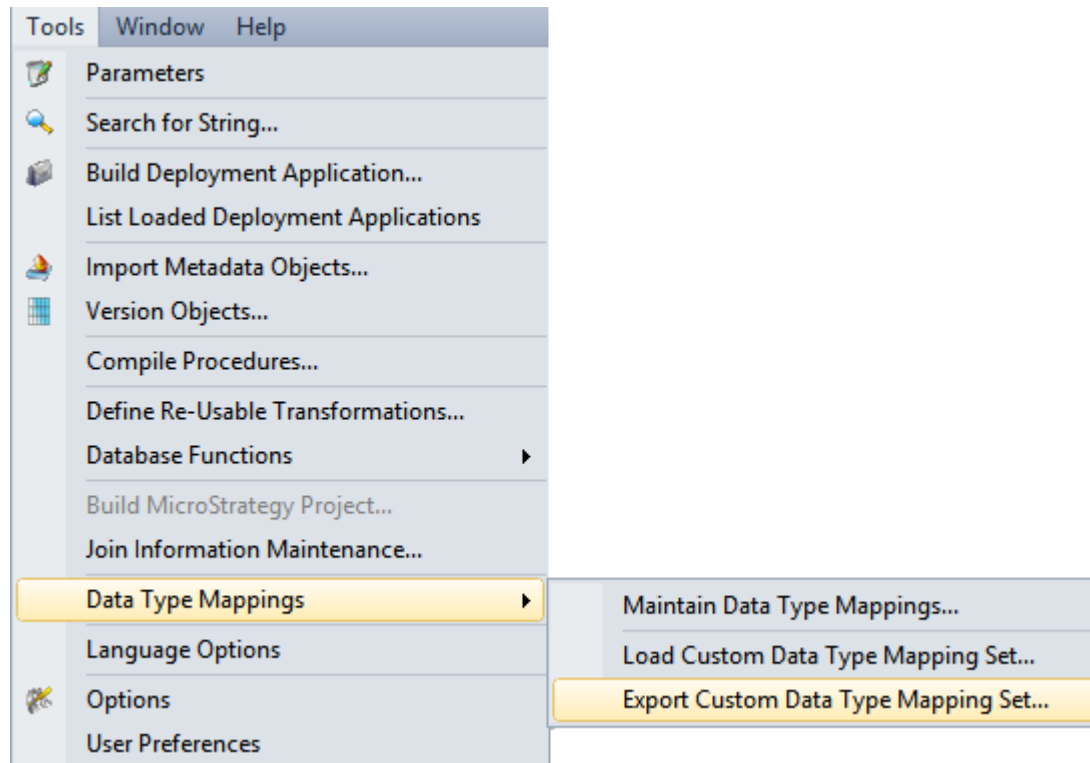 Tools Window Help
Parameters
Search for String...
Build Deployment Application...
List Loaded Deployment Applications
Import Metadata Objects...
Version Objects...
Compile Procedures...
Define Re-Usable Transformations...
Database Functions
Build MicroStrategy Project...
Join Information Maintenance...
Data Type Mappings
Maintain Data Type Mappings...
Load Custom Data Type Mapping Set...
Export Custom Data Type Mapping Set...
Language Options
Options
User Preferences